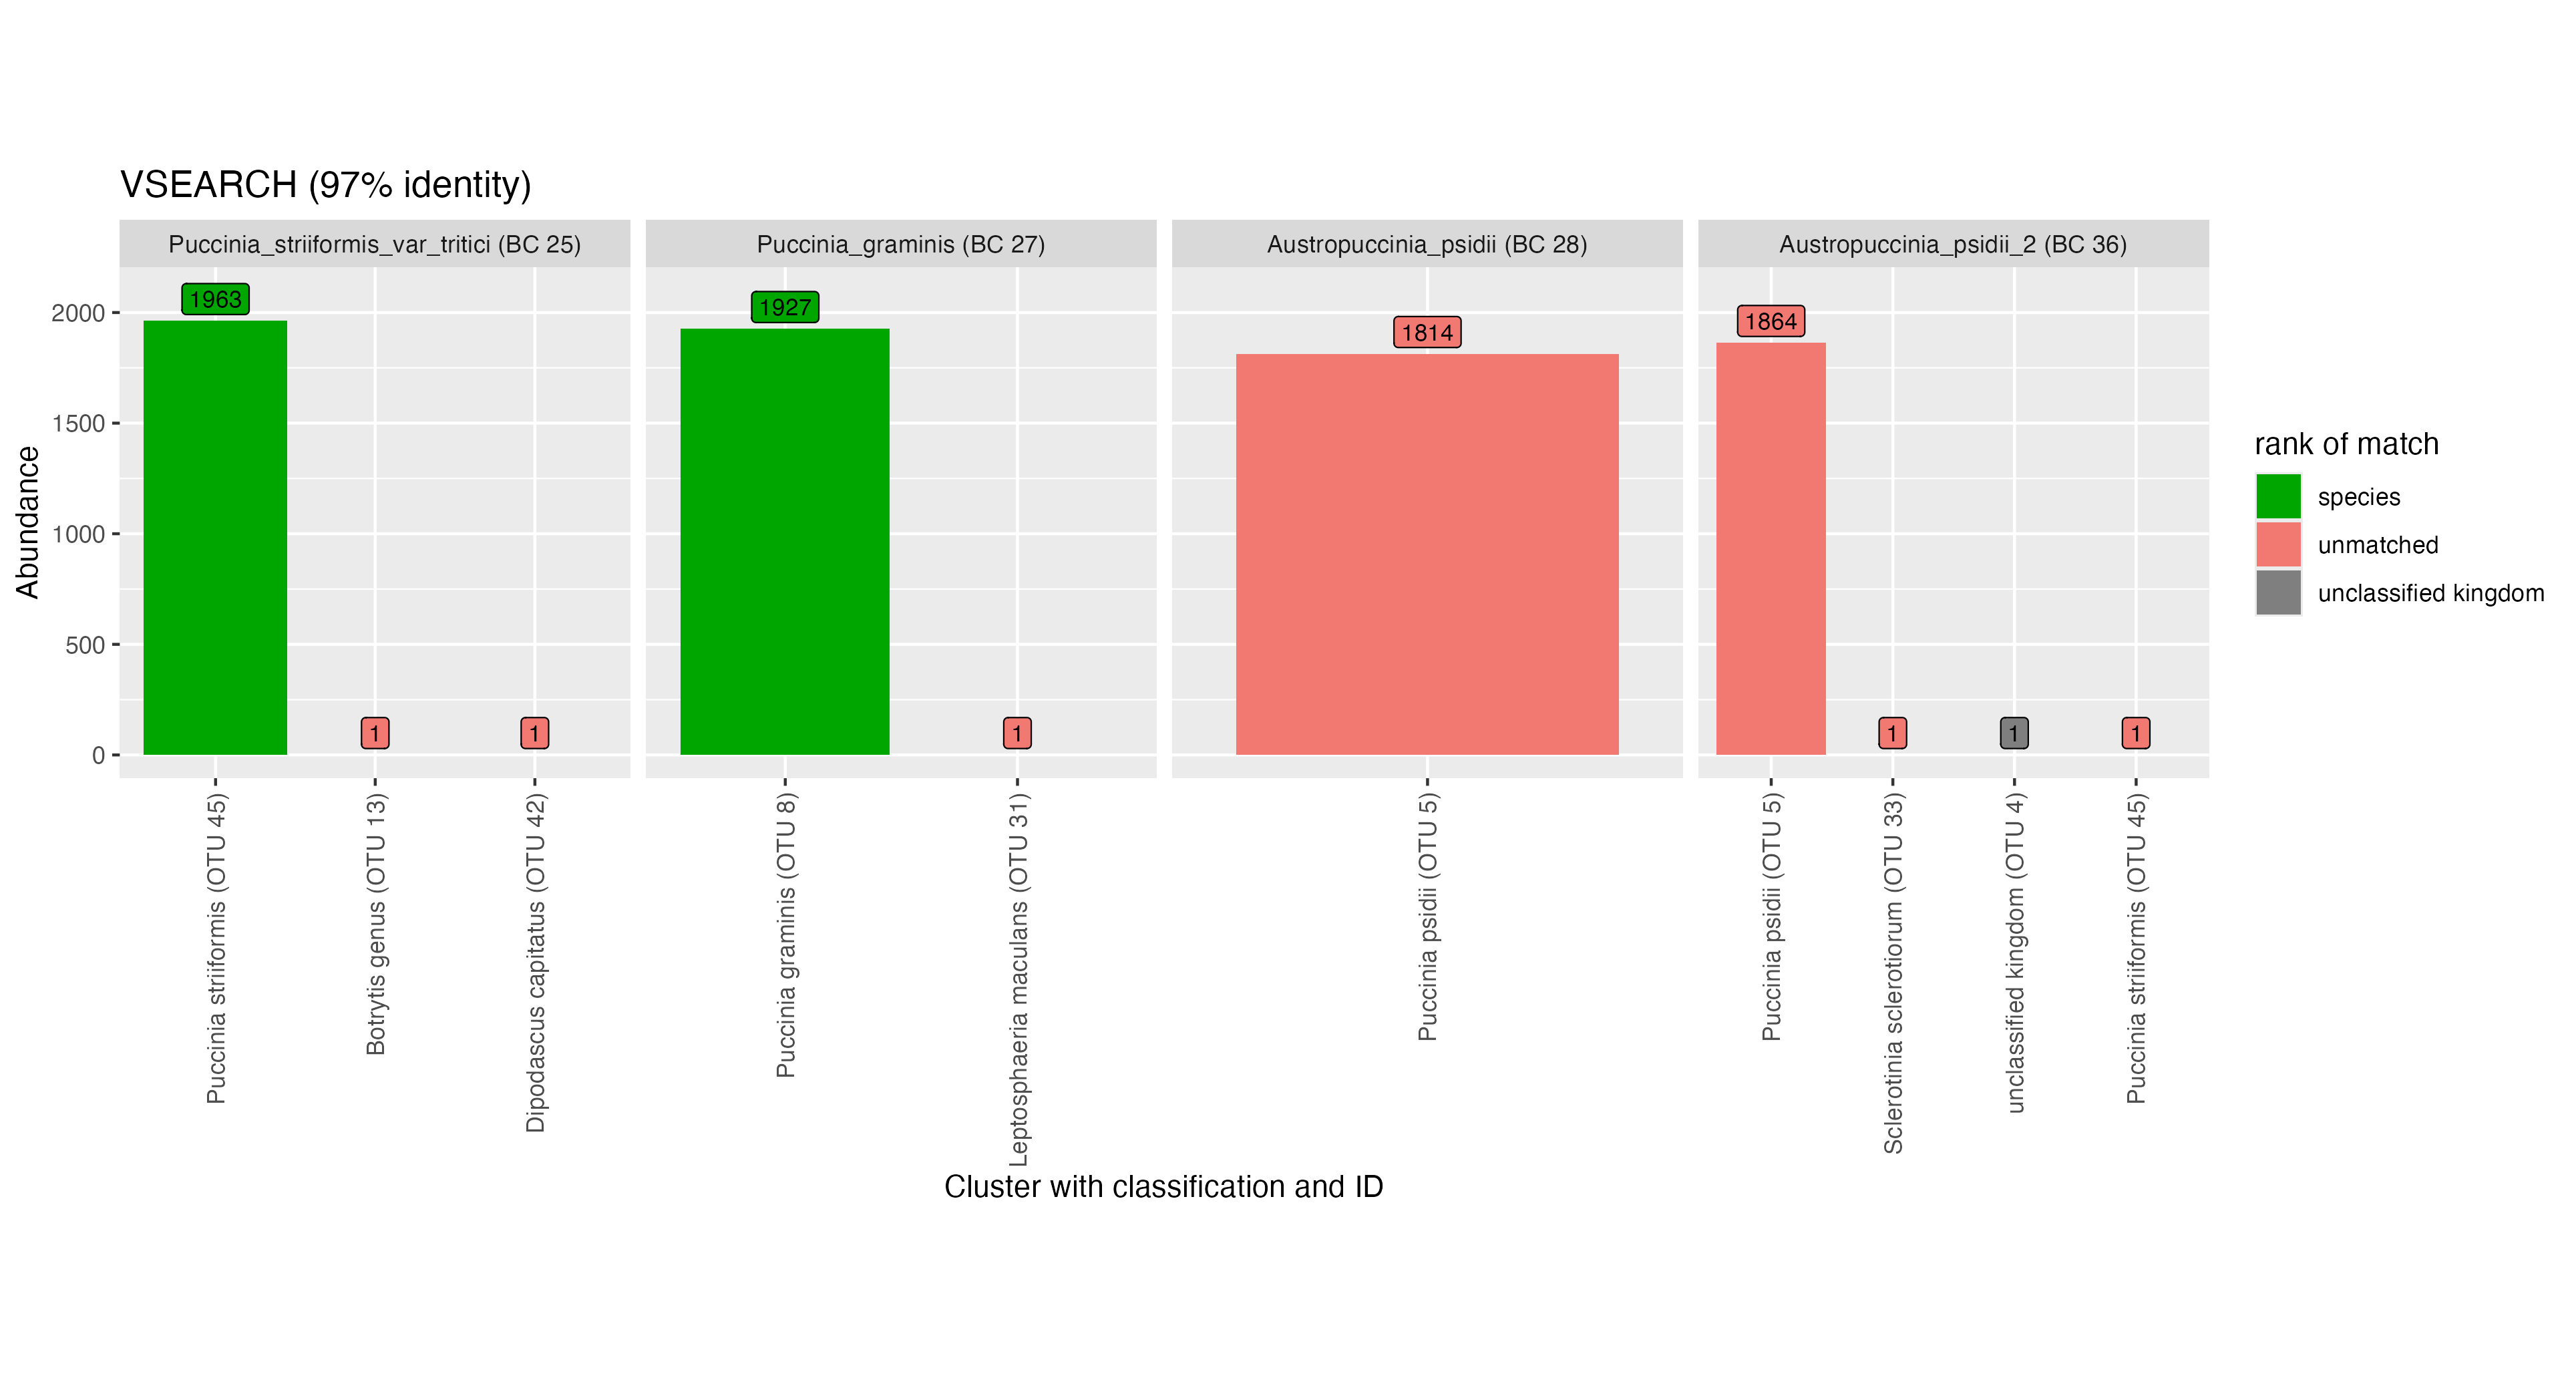 VSEARCH (97% identity)
Puccinia_striiformis_var_tritici (BC 25)
Puccinia_graminis (BC 27)
Austropuccinia_psidii (BC 28)
Austropuccinia_psidii_2 (BC 36)
Abundance
2000
1500
1000
500
0
1963
1
1
1927
1
1814
1864
1
1
1
Puccinia striiformis (OTU 45)
Botrytis genus (OTU 13)
Dipodascus capitatus (OTU 42)
Puccinia graminis (OTU 8)
Leptosphaeria maculans (OTU 31)
Puccinia psidii (OTU 5)
Puccinia psidii (OTU 5)
Sclerotinia sclerotiorum (OTU 33)
unclassified kingdom (OTU 4)
Puccinia striiformis (OTU 45)
Cluster with classification and ID
rank of match
species
unmatched
unclassified kingdom